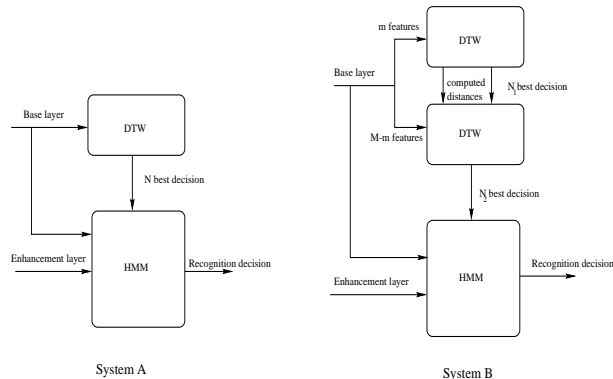 Base layer
DTW
N best decision
Enhancement layer
HMM
Recognition decision
System A
m features
DTW
Base layer
computed
distances
N1 best decision
DTW
M-m features
N2 best decision
Enhancement layer
HMM
Recognition decision
System B